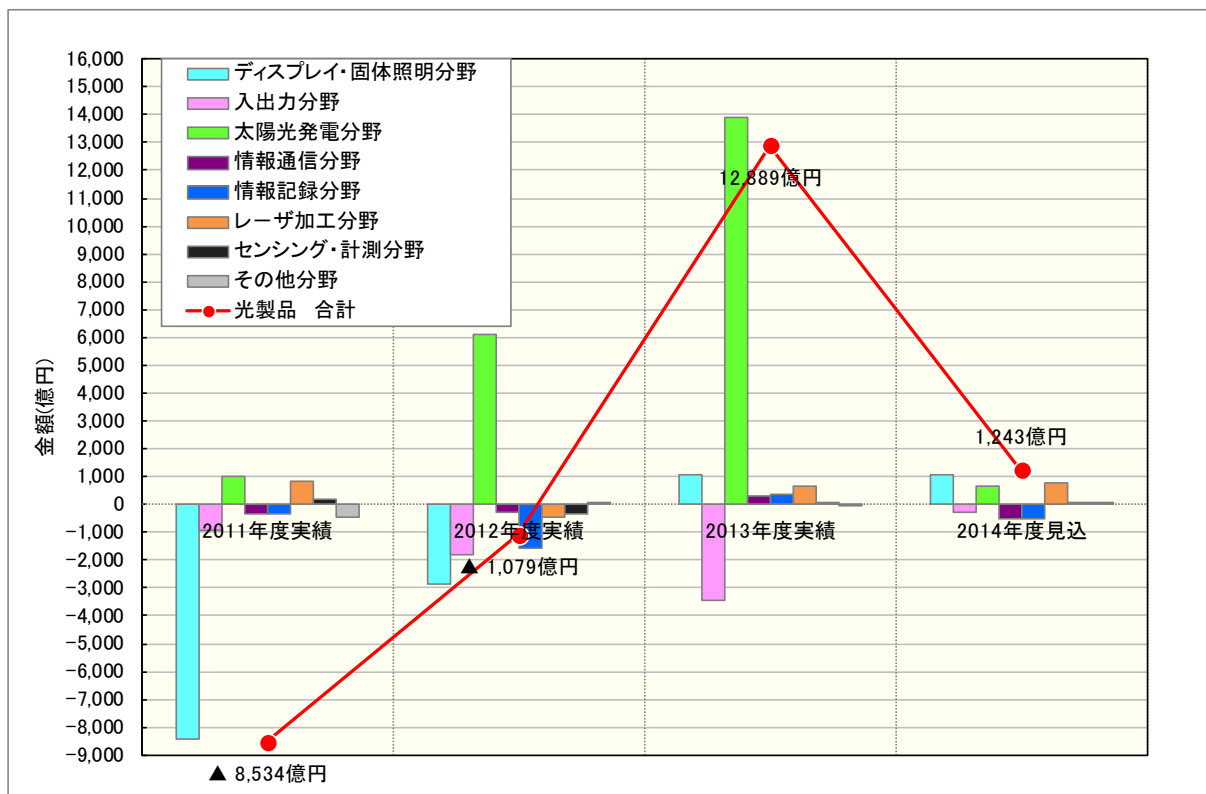 16,000
15,000
14,000
13,000
12,000
11,000
10,000
9,000
8,000
7,000
6,000
5,000
4,000
3,000
2,000
1,000
0
−1,000
−2,000
−3,000
−4,000
−5,000
−6,000
−7,000
−8,000
−9,000
金額(億円)
ディスプレイ・固体照明分野
入出力分野
太陽光発電分野
情報通信分野
情報記録分野
レーザ加工分野
センシング・計測分野
その他分野
光製品 合計
12,889億円
1,243億円
2011年度実績
2012年度実績
2013年度実績
2014年度見込
▲ 1,079億円
▲ 8,534億円